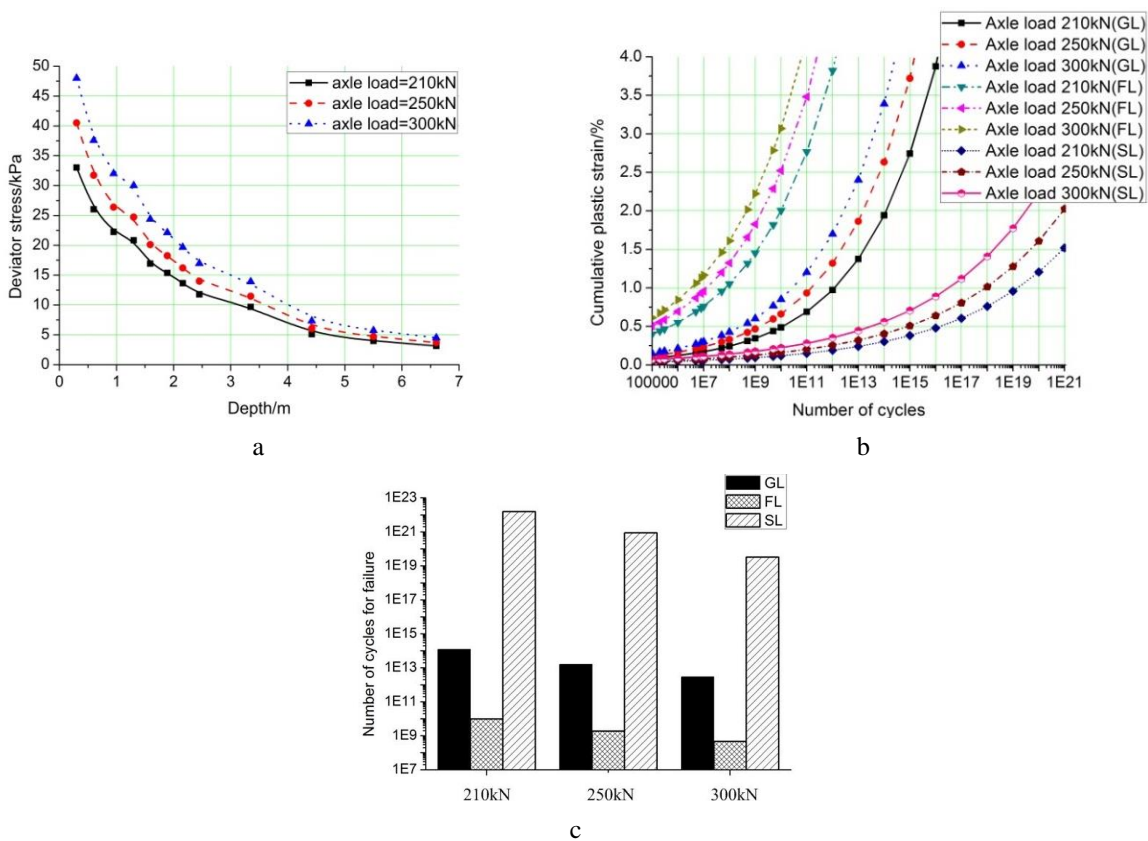 50
45
40
35
30
25
20
15
10
5
0
0 1 2 3 4 5 6 7
Deviator stress/kPa
Depth/m
axle load=210kN
axle load=250kN
axle load=300kN
a
4.0
3.5
3.0
2.5
2.0
1.5
1.0
0.5
0.0
100000 1E7 1E9 1E11 1E13 1E15 1E17 1E19 1E21
Cumulative plastic strain/%
Number of cycles
Axle load 210kN(GL)
Axle load 250kN(GL)
Axle load 300kN(GL)
Axle load 210kN(FL)
Axle load 250kN(FL)
Axle load 300kN(FL)
Axle load 210kN(SL)
Axle load 250kN(SL)
Axle load 300kN(SL)
b
1E23
1E21
1E19
1E17
1E15
1E13
1E11
1E9
1E7
Number of cycles for failure
210kN 250kN 300kN
GL
FL
SL
c